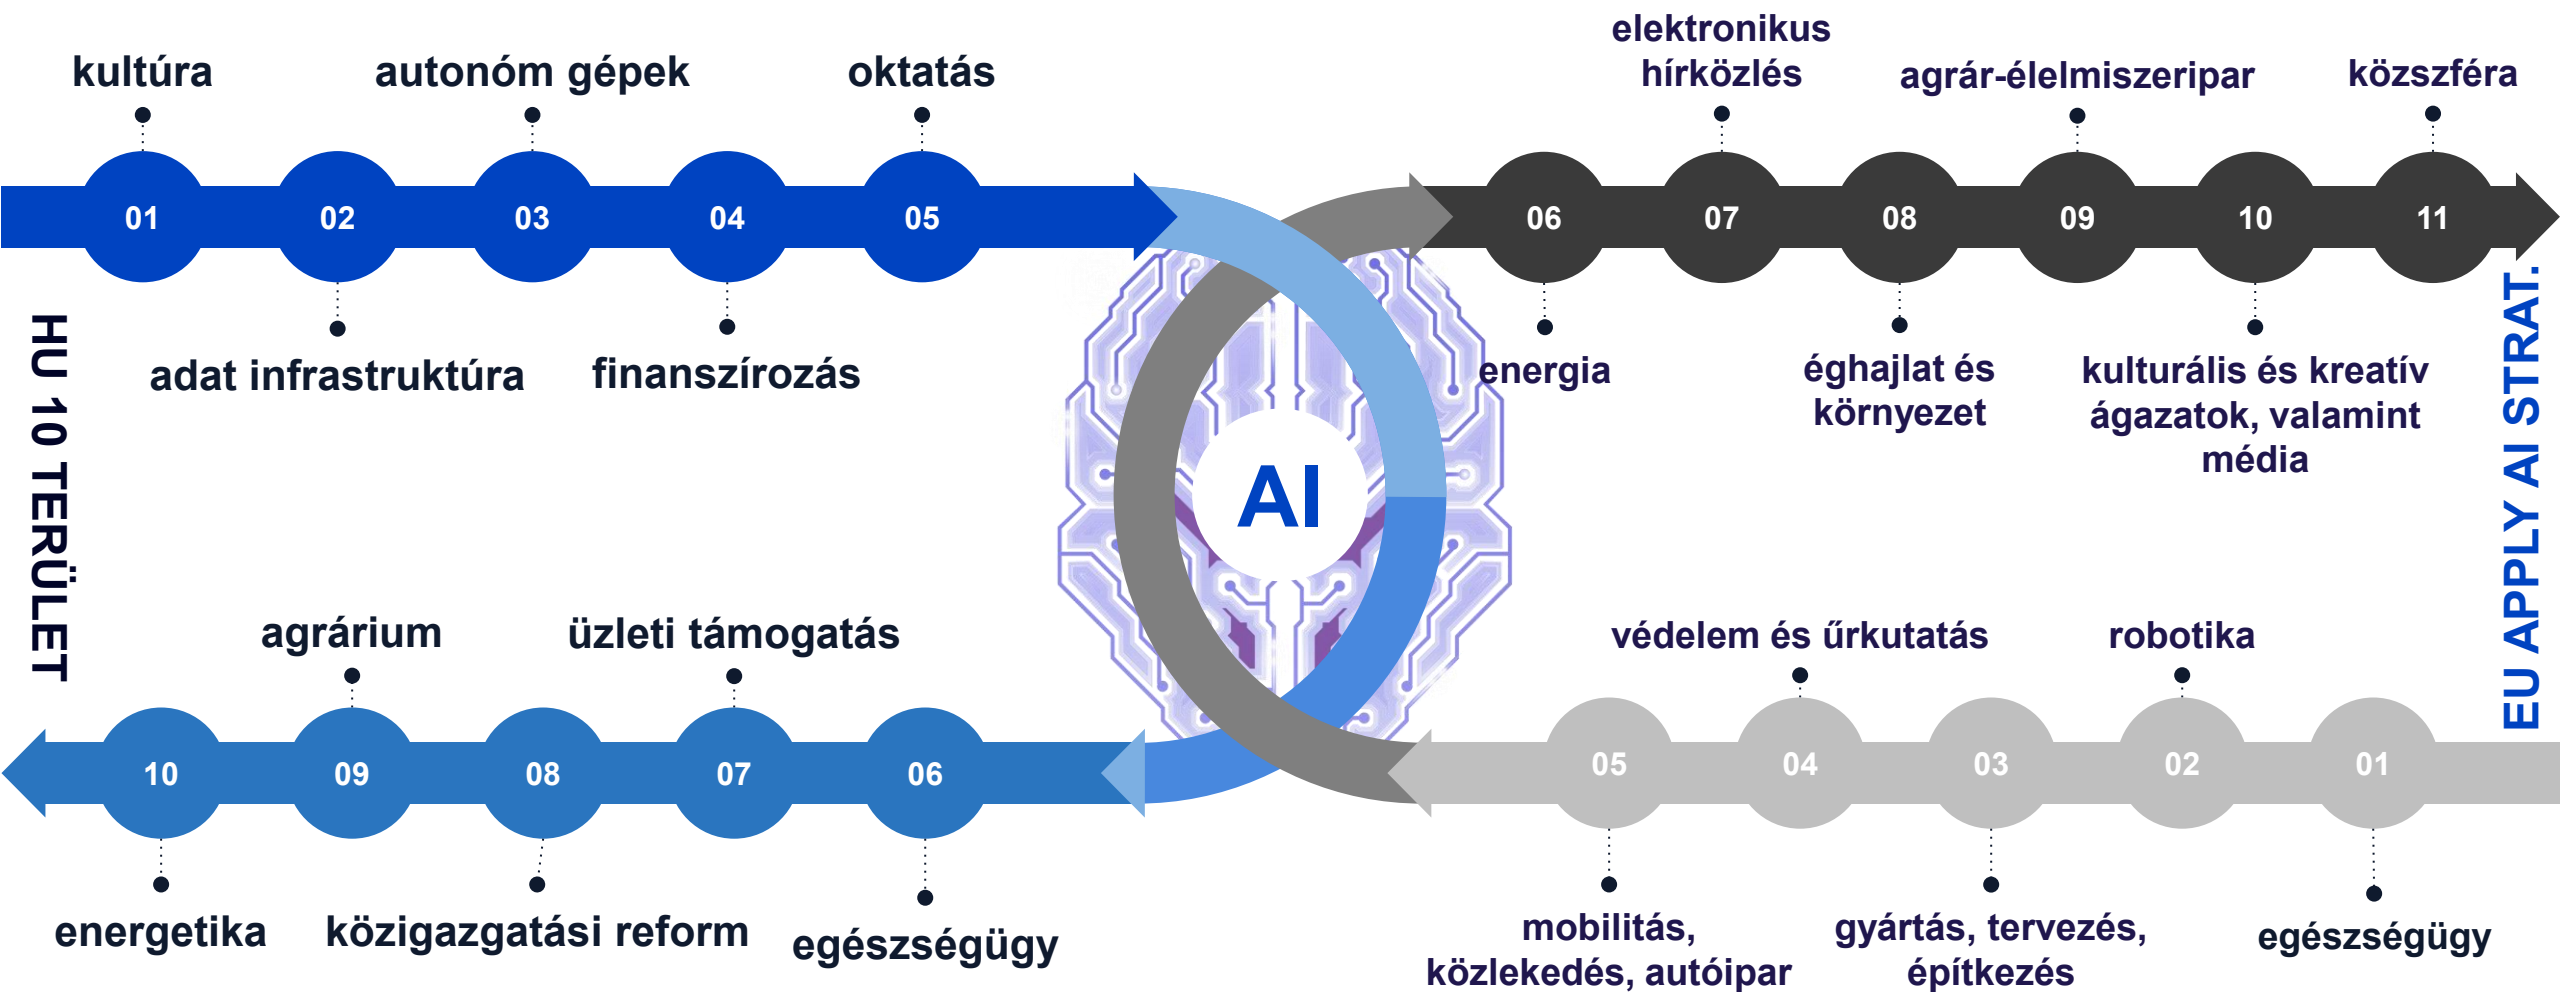 kultúra
autonóm gépek
oktatás
01
02
03
04
05
adat infrastruktúra
finanszírozás
HU 10 TERÜLET
agrárium
üzleti támogatás
10
09
08
07
06
energetika
közigazgatási reform
egészségügy
AI
elektronikus
hírközlés
agrár-élelmiszeripar
közszféra
06
07
08
09
10
11
energia
éghajlat és
környezet
kulturális és kreatív
ágazatok, valamint
média
EU APPLY AI STRAT.
védelem és űrkutatás
robotika
05
04
03
02
01
mobilitás,
közlekedés, autóipar
gyártás, tervezés,
építkezés
egészségügy